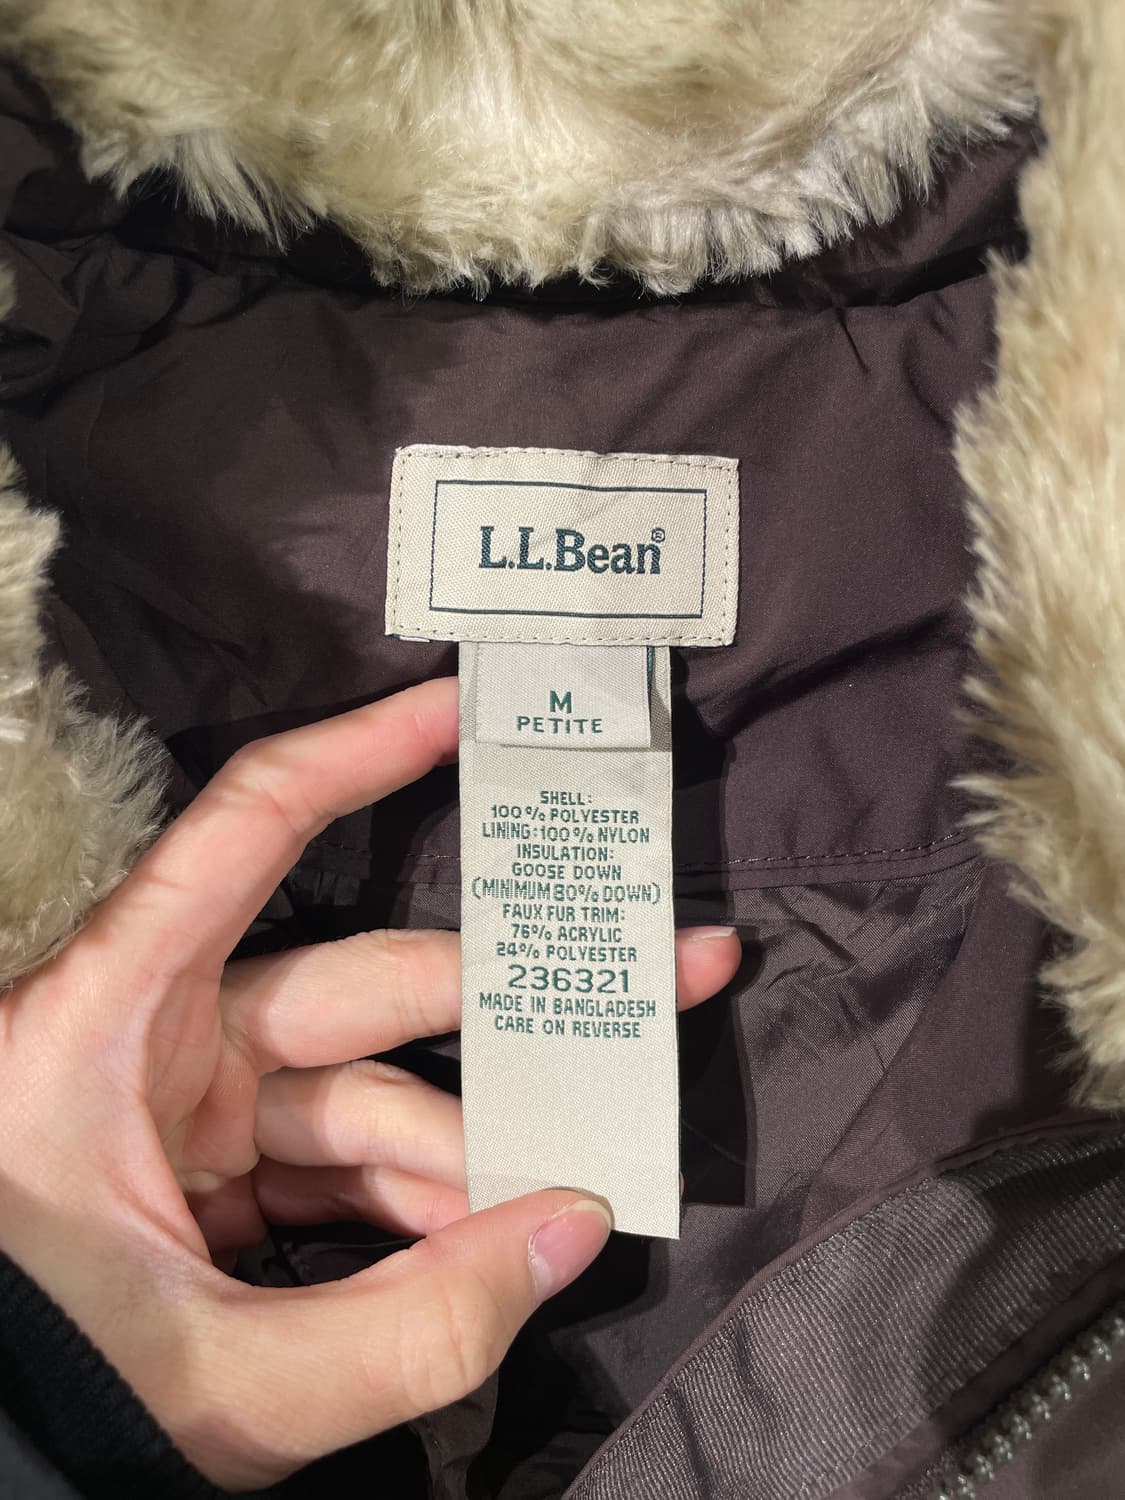 L.L.Bean®
M
PETITE
SHELL:
100% POLYESTER
LINING:100% NYLON
INSULATION:
GOOSE DOWN
(MINIMUM 80% DOWN)
FAUX FUR TRIM:
76% ACRYLIC
24% POLYESTER
236321
MADE IN BANGLADESH
CARE ON REVERSE